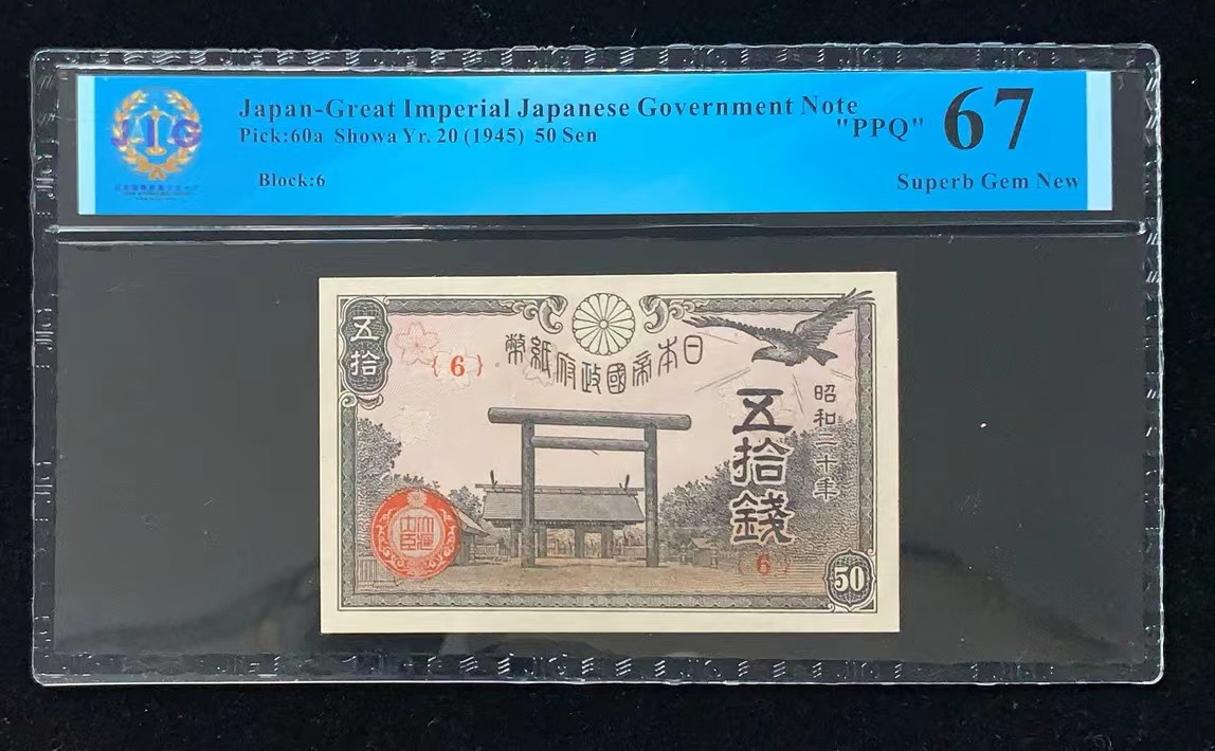 JIG
Japan-Great Imperial Japanese Government Note
Pick:60a Showa Yr. 20 (1945) 50 Sen
"PPQ"
67
Block:6
Superb Gem New
五拾
{6}
日本帝國政府紙幣
昭和二十年
五拾錢
{6}
50